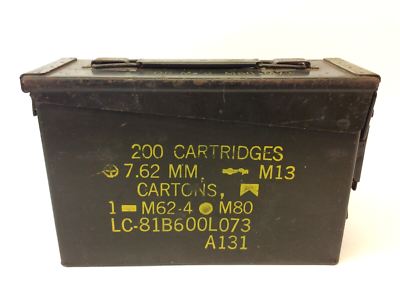 200 CARTRIDGES
7.62 MM, M13
CARTONS,
1 M62-4 M80
LC-81B600L073
A131